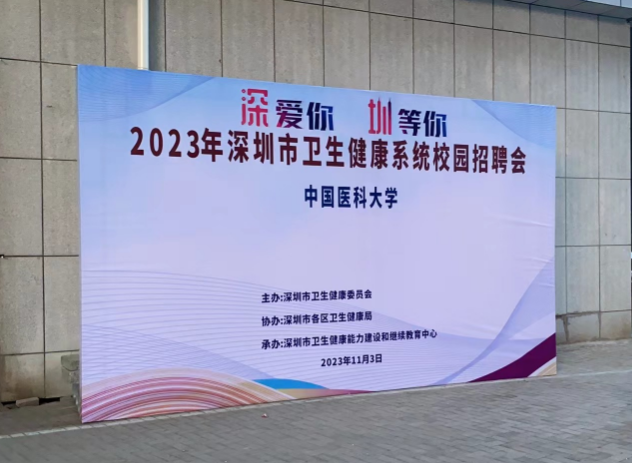 深爱你 圳等你
2023年深圳市卫生健康系统校园招聘会
中国医科大学
主办:深圳市卫生健康委员会
协办:深圳市各区卫生健康局
承办:深圳市卫生健康能力建设和继续教育中心
2023年11月3日